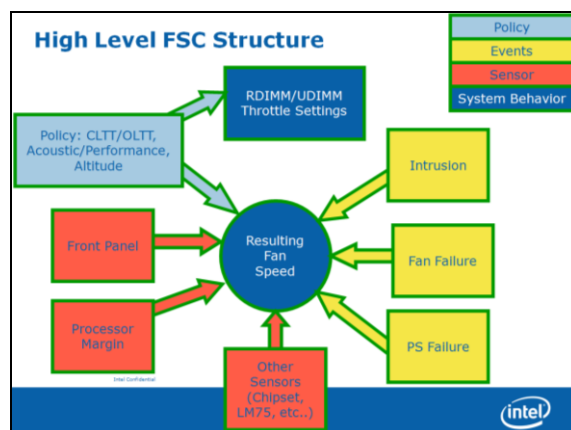 High Level FSC Structure
Policy
Events
Sensor
System Behavior
RDIMM/UDIMM
Throttle Settings
Policy: CLTT/OLTT,
Acoustic/Performance,
Altitude
Intrusion
Front Panel
Resulting
Fan
Speed
Fan Failure
Processor
Margin
PS Failure
Other
Sensors
(Chipset,
LM75, etc..)
Intel Confidential
intel